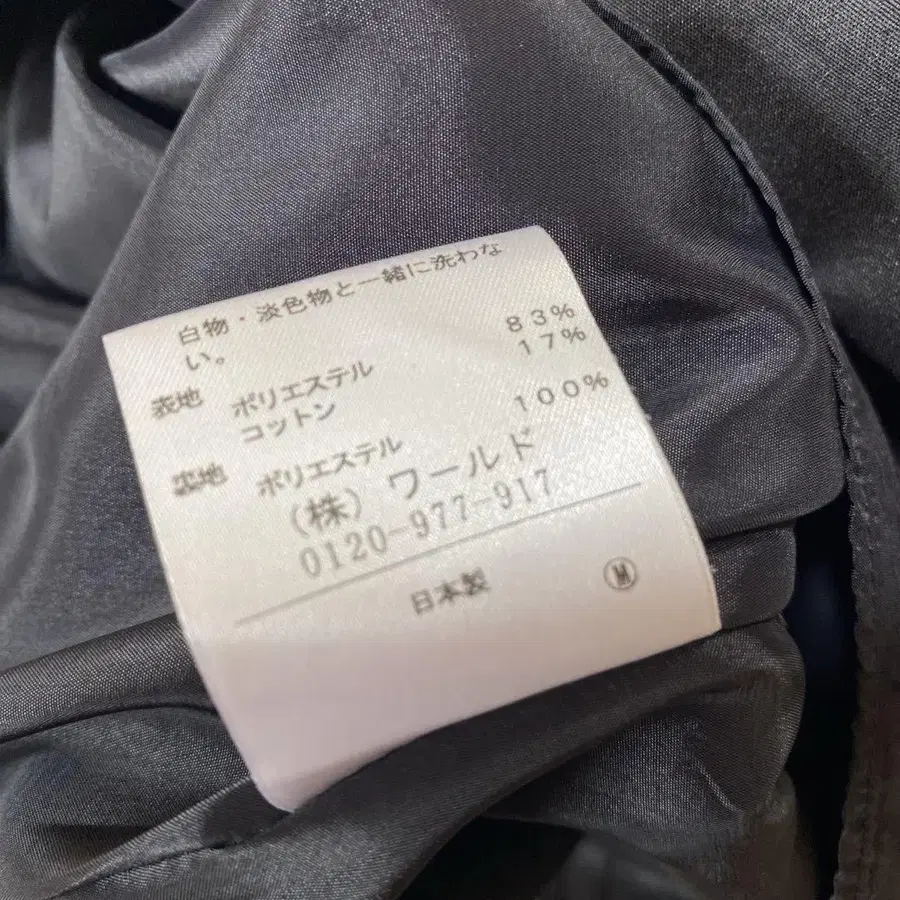 白物・淡色物と一緒に洗わな
い。
表地 ポリエステル 83%
コットン 17%
裏地 ポリエステル 100%
(株) ワールド
0120-977-917
日本製 Ⓜ